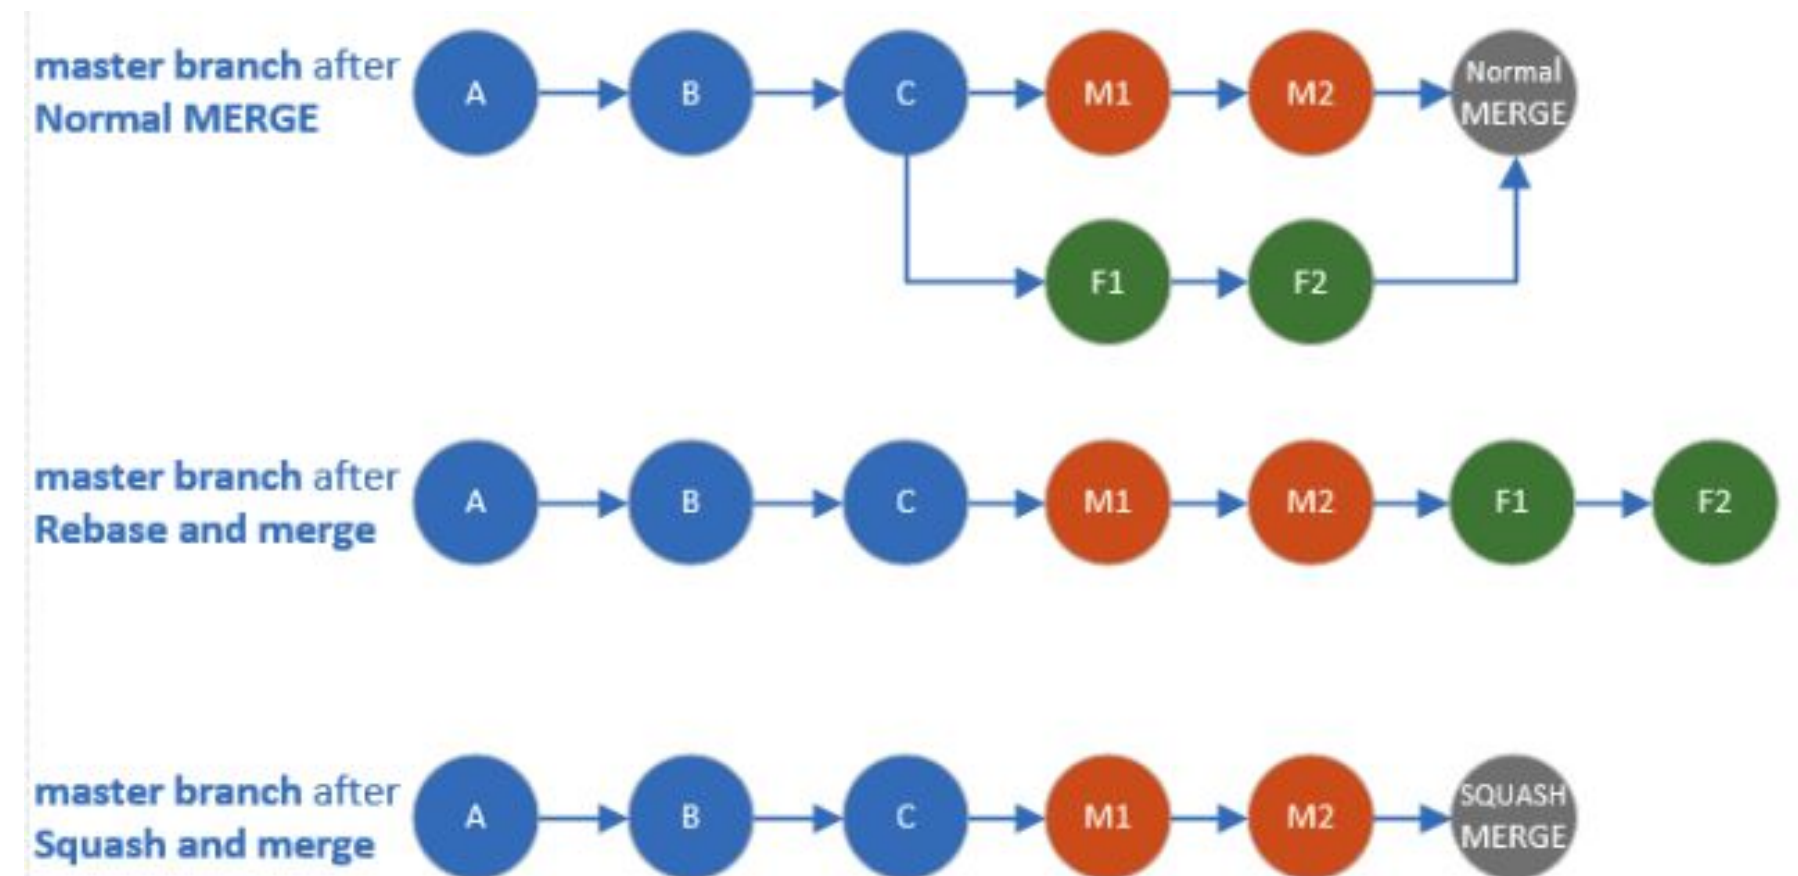 master branch after
Normal MERGE
A
B
C
M1
M2
Normal
MERGE
F1
F2
master branch after
Rebase and merge
A
B
C
M1
M2
F1
F2
master branch after
Squash and merge
A
B
C
M1
M2
SQUASH
MERGE